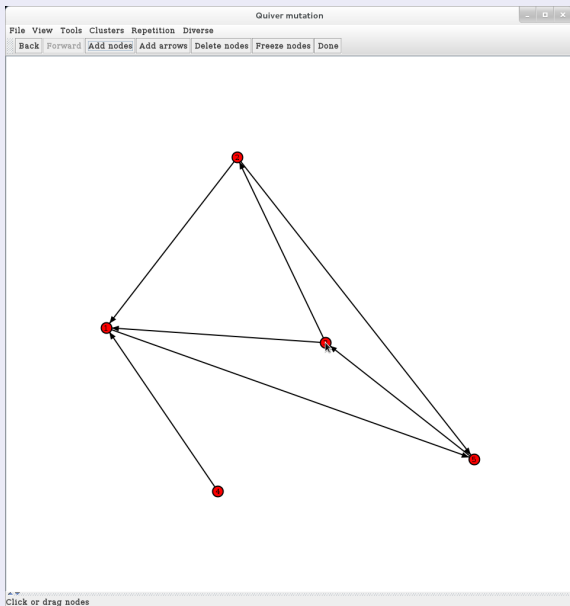 Quiver mutation
File View Tools Clusters Repetition Diverse
Back Forward Add nodes Add arrows Delete nodes Freeze nodes Done
Click or drag nodes